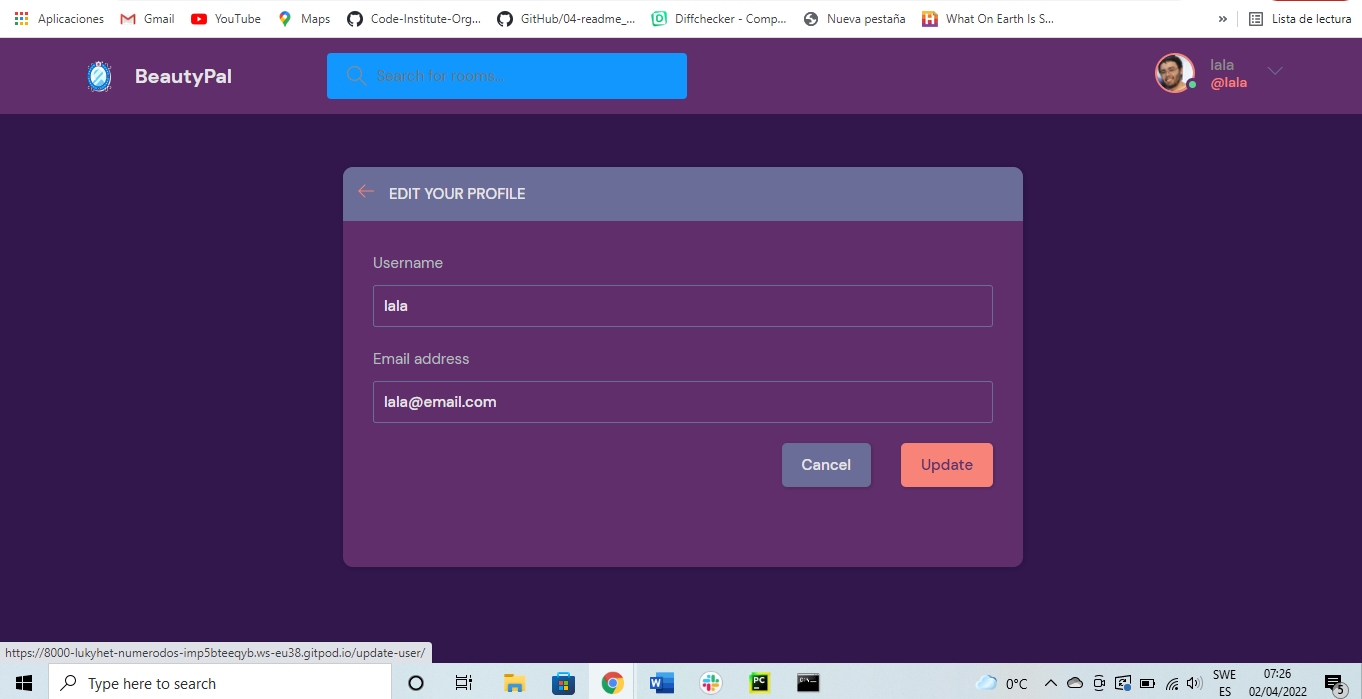 Aplicaciones Gmail YouTube Maps Code-Institute-Org... GitHub/04-readme_... Diffchecker - Comp... Nueva pestaña What On Earth Is S... » Lista de lectura
BeautyPal
Search for rooms...
lala
@lala
EDIT YOUR PROFILE
Username
lala
Email address
lala@email.com
Cancel Update
https://8000-lukyhet-numerodos-imp5bteeqyb.ws-eu38.gitpod.io/update-user/
Type here to search
0°C
SWE
ES
07:26
02/04/2022
5